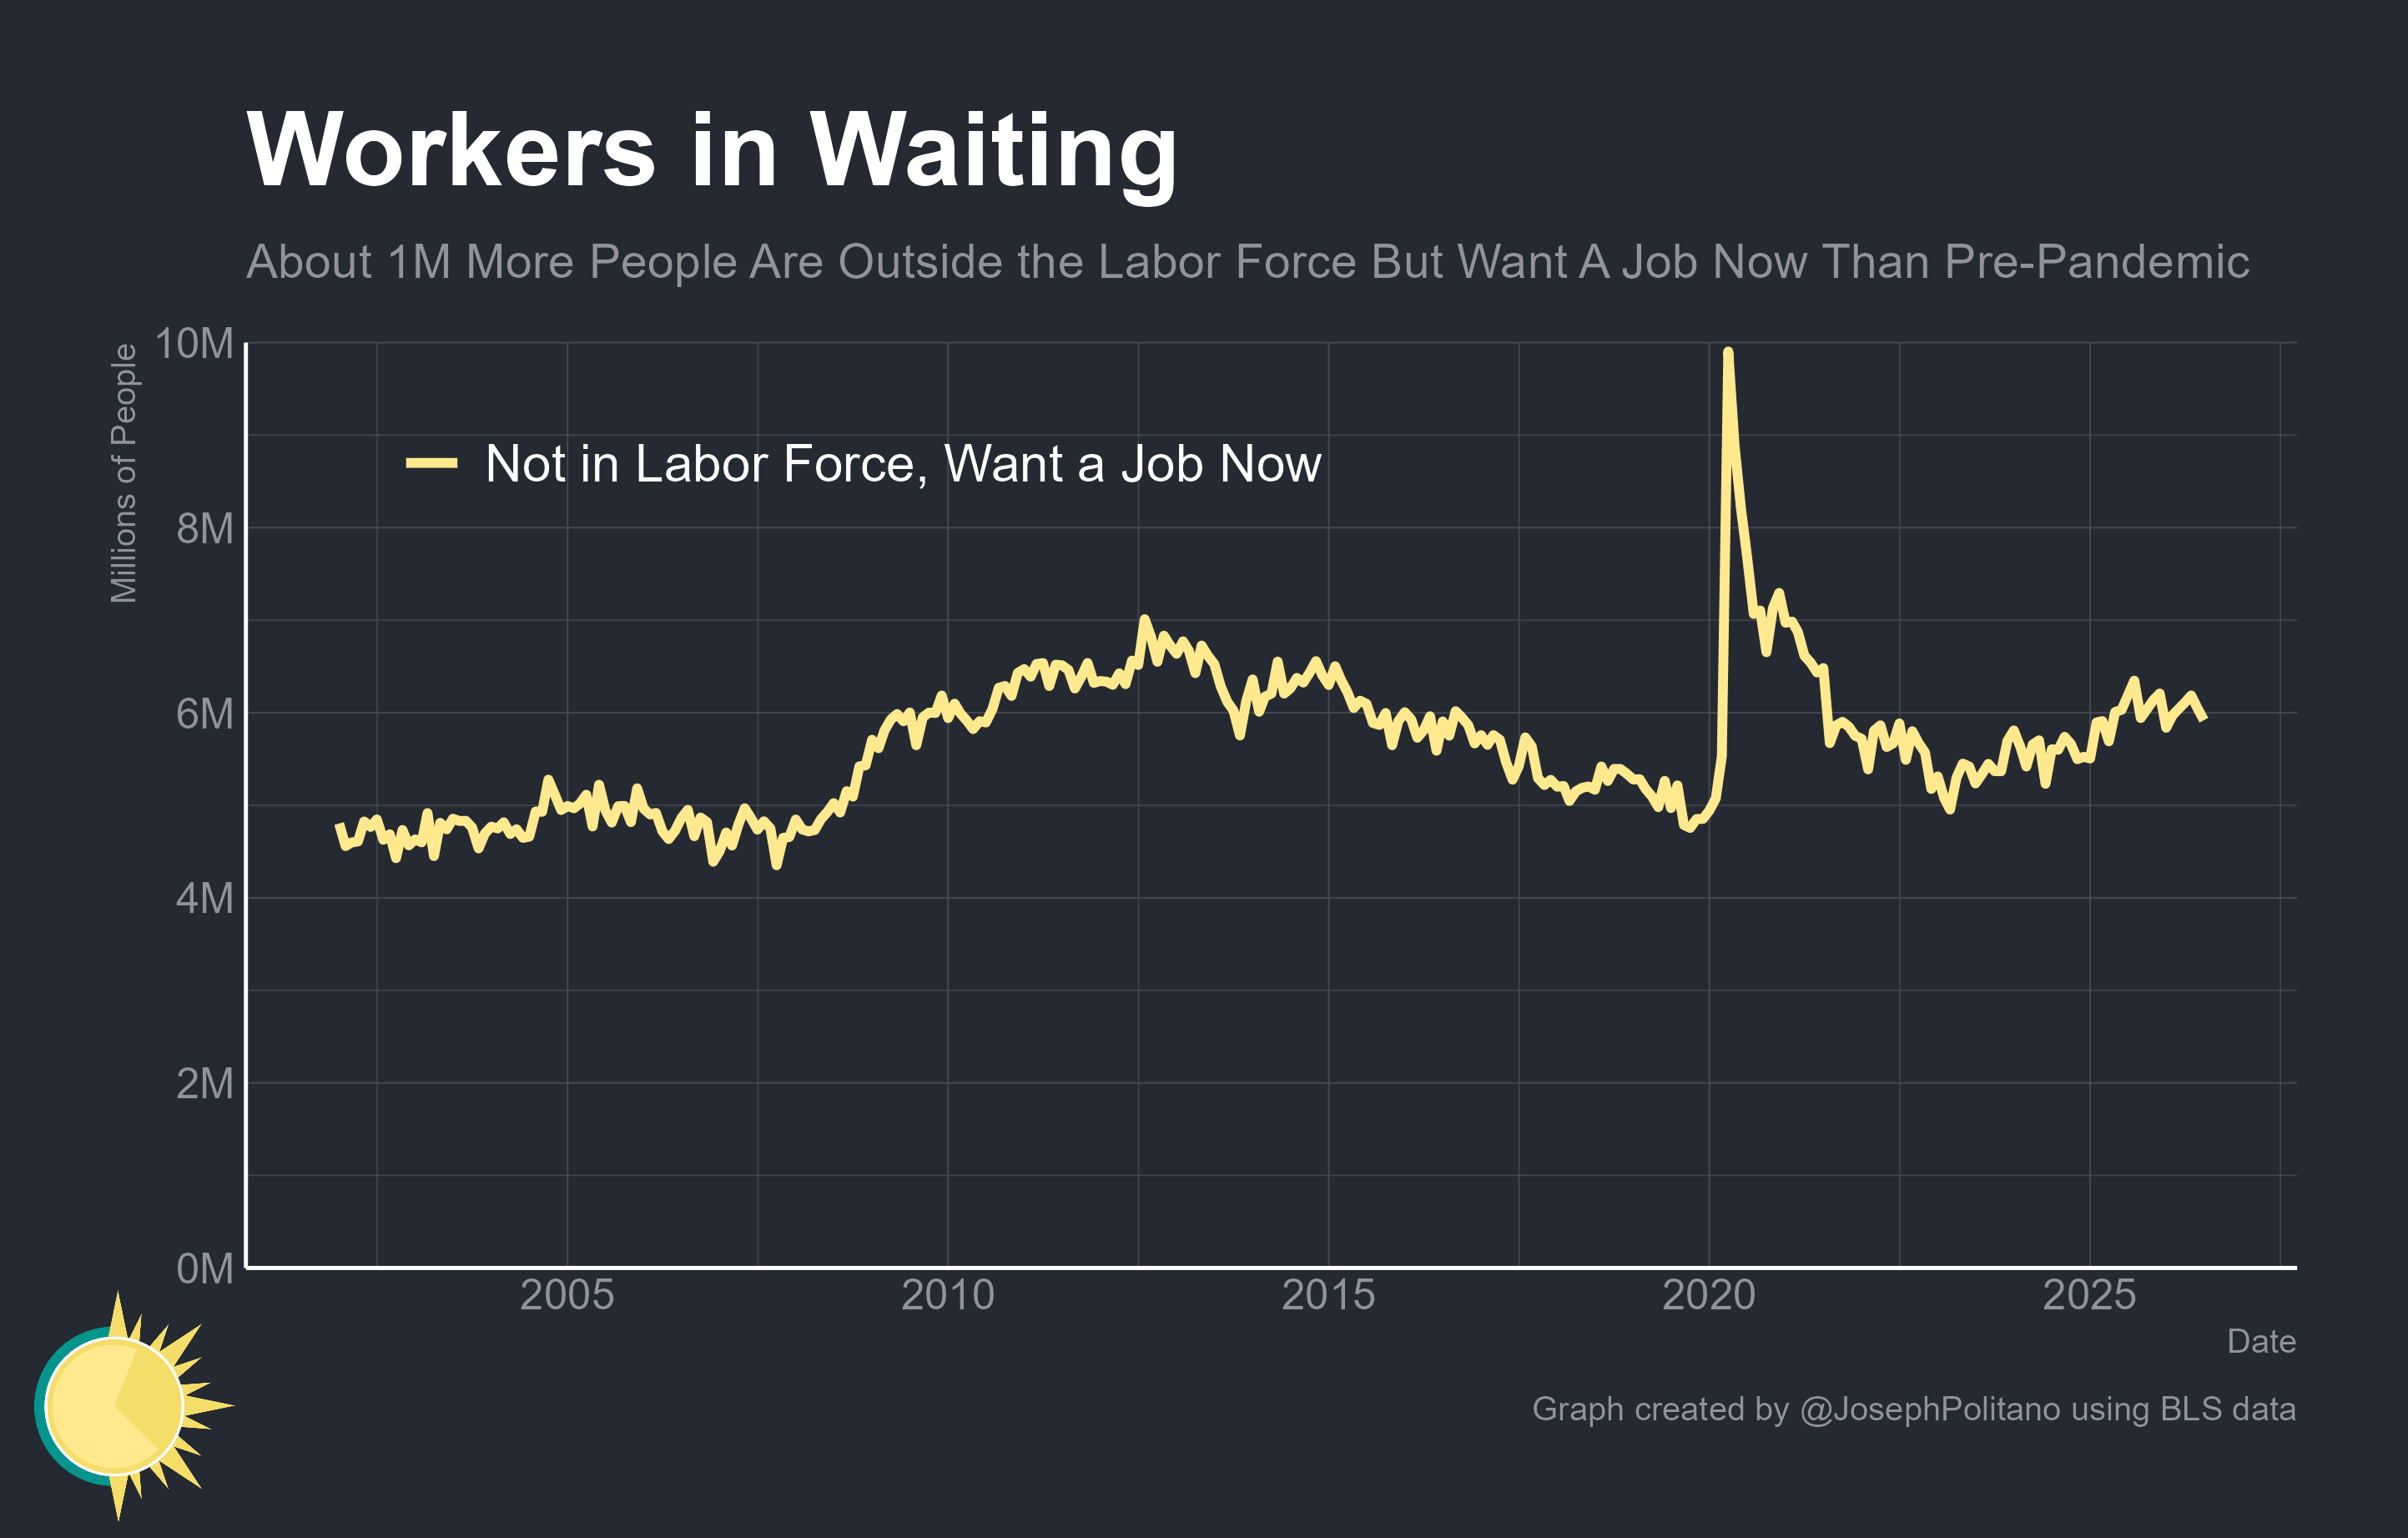 Workers in Waiting
About 1M More People Are Outside the Labor Force But Want A Job Now Than Pre-Pandemic
Millions of People
10M
8M
6M
4M
2M
0M
Not in Labor Force, Want a Job Now
2005 2010 2015 2020 2025
Date
Graph created by @JosephPolitano using BLS data